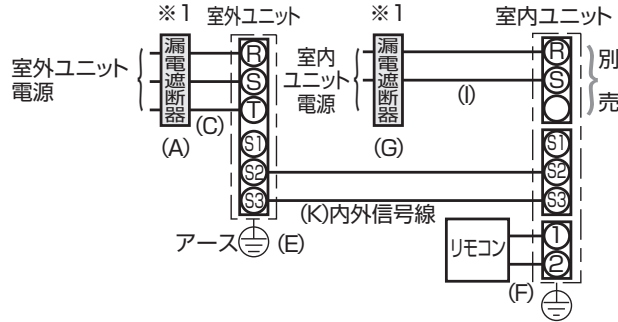 ※1 室外ユニット
※1 室内ユニット
室外ユニット
電源
漏電遮断器
(A)
(C)
R
S
T
S1
S2
S3
アース
(E)
室内
ユニット
電源
漏電遮断器
(G)
(I)
R
S
別売
S1
S2
S3
(K)内外信号線
リモコン
(F)
1
2